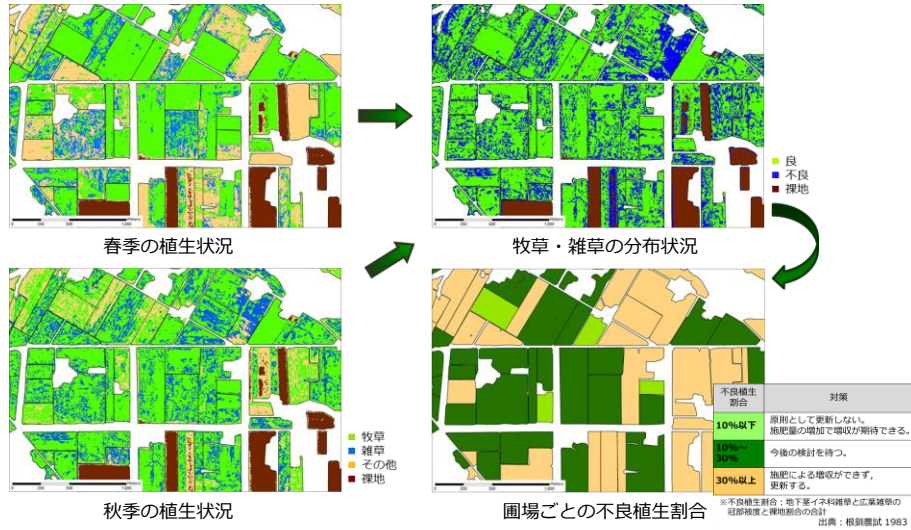 春季の植生状況
良
不良
裸地
牧草・雑草の分布状況
牧草
雑草
その他
裸地
秋季の植生状況
圃場ごとの不良植生割合
不良植生
割合
対策
10%以下
原則として更新しない。
施肥量の増加で増収が期待できる。
10%~
30%
今後の検討を待つ。
30%以上
施肥による増収ができず,
更新する。
※不良植生割合:地下茎イネ科雑草と広葉雑草の
冠部被度と裸地割合の合計
出典:根釧農試 1983